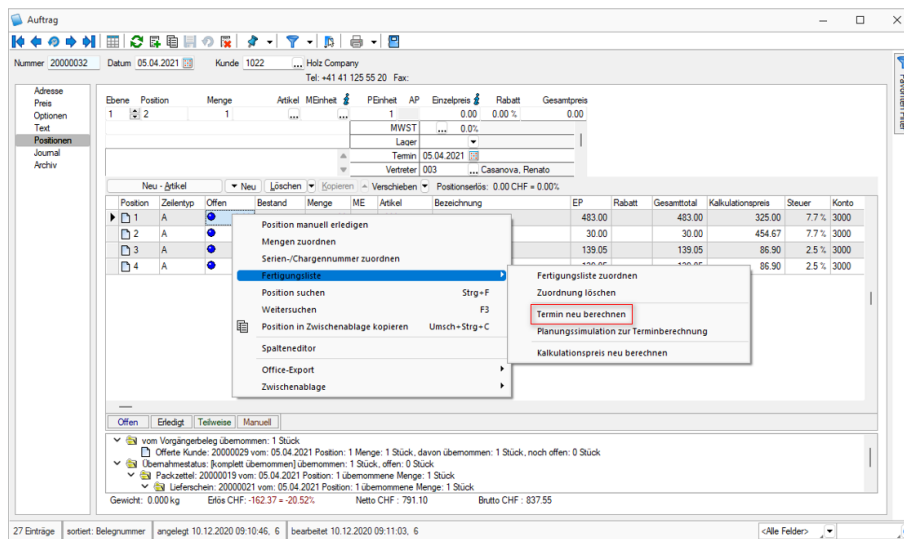 Auftrag
Nummer 20000032 Datum 05.04.2021 Kunde 1022 ... Holz Company
Tel: +41 41 125 55 20 Fax:
Adresse
Preis
Optionen
Text
Positionen
Journal
Archiv
Favoriten Filter
Ebene Position Menge Artikel MEinheit PEinheit AP Einzelpreis Rabatt Gesamtpreis
1 2 1 ... ... 1 0.00 0.00 % 0.00
MWST ... 0.0%
Lager
Termin 05.04.2021
Vertreter 003 ... Casanova, Renato
Neu - Artikel Neu Löschen Kopieren Verschieben Positionserlös: 0.00 CHF = 0.00%
Position Zeilentyp Offen Bestand Menge ME Artikel Bezeichnung EP Rabatt Gesamttotal Kalkulationspreis Steuer Konto
1 A 483.00 483.00 325.00 7.7 % 3000
2 A 30.00 30.00 454.67 7.7 % 3000
3 A 139.05 139.05 86.90 2.5 % 3000
4 A 139.05 139.05 86.90 2.5 % 3000
Position manuell erledigen
Mengen zuordnen
Serien-/Chargennummer zuordnen
Fertigungsliste
Position suchen Strg+F
Weitersuchen F3
Position in Zwischenablage kopieren Umsch+Strg+C
Spalteneditor
Office-Export
Zwischenablage
Fertigungsliste zuordnen
Zuordnung löschen
Termin neu berechnen
Planungssimulation zur Terminberechnung
Kalkulationspreis neu berechnen
Offen Erledigt Teilweise Manuell
vom Vorgängerbeleg übernommen: 1 Stück
Offerte Kunde: 20000029 vom: 05.04.2021 Position: 1 Menge: 1 Stück, davon übernommen: 1 Stück, noch offen: 0 Stück
Übernahmestatus: [komplett übernommen] übernommen: 1 Stück, offen: 0 Stück
Packzettel: 20000019 vom: 05.04.2021 Position: 1 übernommene Menge: 1 Stück
Lieferschein: 20000021 vom: 05.04.2021 Position: 1 übernommene Menge: 1 Stück
Gewicht: 0.000 kg Erlös CHF: -162.37 = -20.52% Netto CHF : 791.10 Brutto CHF : 837.55
27 Einträge sortiert: Belegnummer angelegt 10.12.2020 09:10:46, 6 bearbeitet 10.12.2020 09:11:03, 6 <Alle Felder>